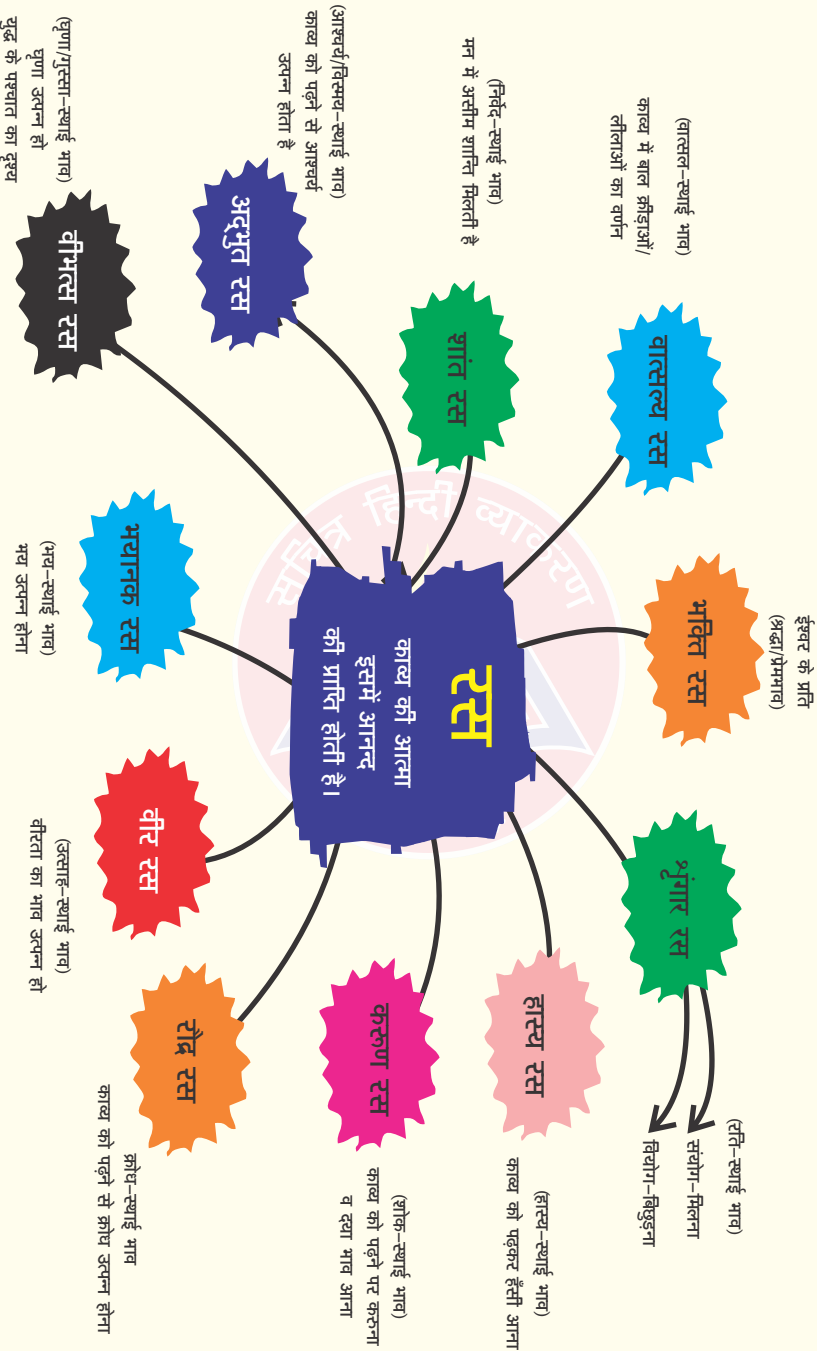 रस
काव्य की आत्मा
इसमें आनन्द
की प्राप्ति होती है।
सचित्र हिन्दी व्याकरण
भक्ति रस
ईश्वर के प्रति
(श्रद्धा/प्रेमभाव)
शृंगार रस
(रति-स्थाई भाव)
संयोग-मिलना
वियोग-बिछुड़ना
हास्य रस
(हास्य-स्थाई भाव)
काव्य को पढ़कर हँसी आना
करुण रस
(शोक-स्थाई भाव)
काव्य को पढ़ने पर करुना
व दया भाव आना
रौद्र रस
क्रोध-स्थाई भाव
काव्य को पढ़ने से क्रोध उत्पन्न होना
वीर रस
(उत्साह-स्थाई भाव)
वीरता का भाव उत्पन्न हो
भयानक रस
(भय-स्थाई भाव)
भय उत्पन्न होना
वीभत्स रस
(घृणा/गुस्सा-स्थाई भाव)
घृणा उत्पन्न हो
युद्ध के पश्चात का दृश्य
अद्भुत रस
(आश्चर्य/विस्मय-स्थाई भाव)
काव्य को पढ़ने से आश्चर्य
उत्पन्न होता है
शांत रस
(निर्वेद-स्थाई भाव)
मन में असीम शान्ति मिलती है
वात्सल्य रस
(वात्सल-स्थाई भाव)
काव्य में बाल क्रीड़ाओं/
लीलाओं का वर्णन